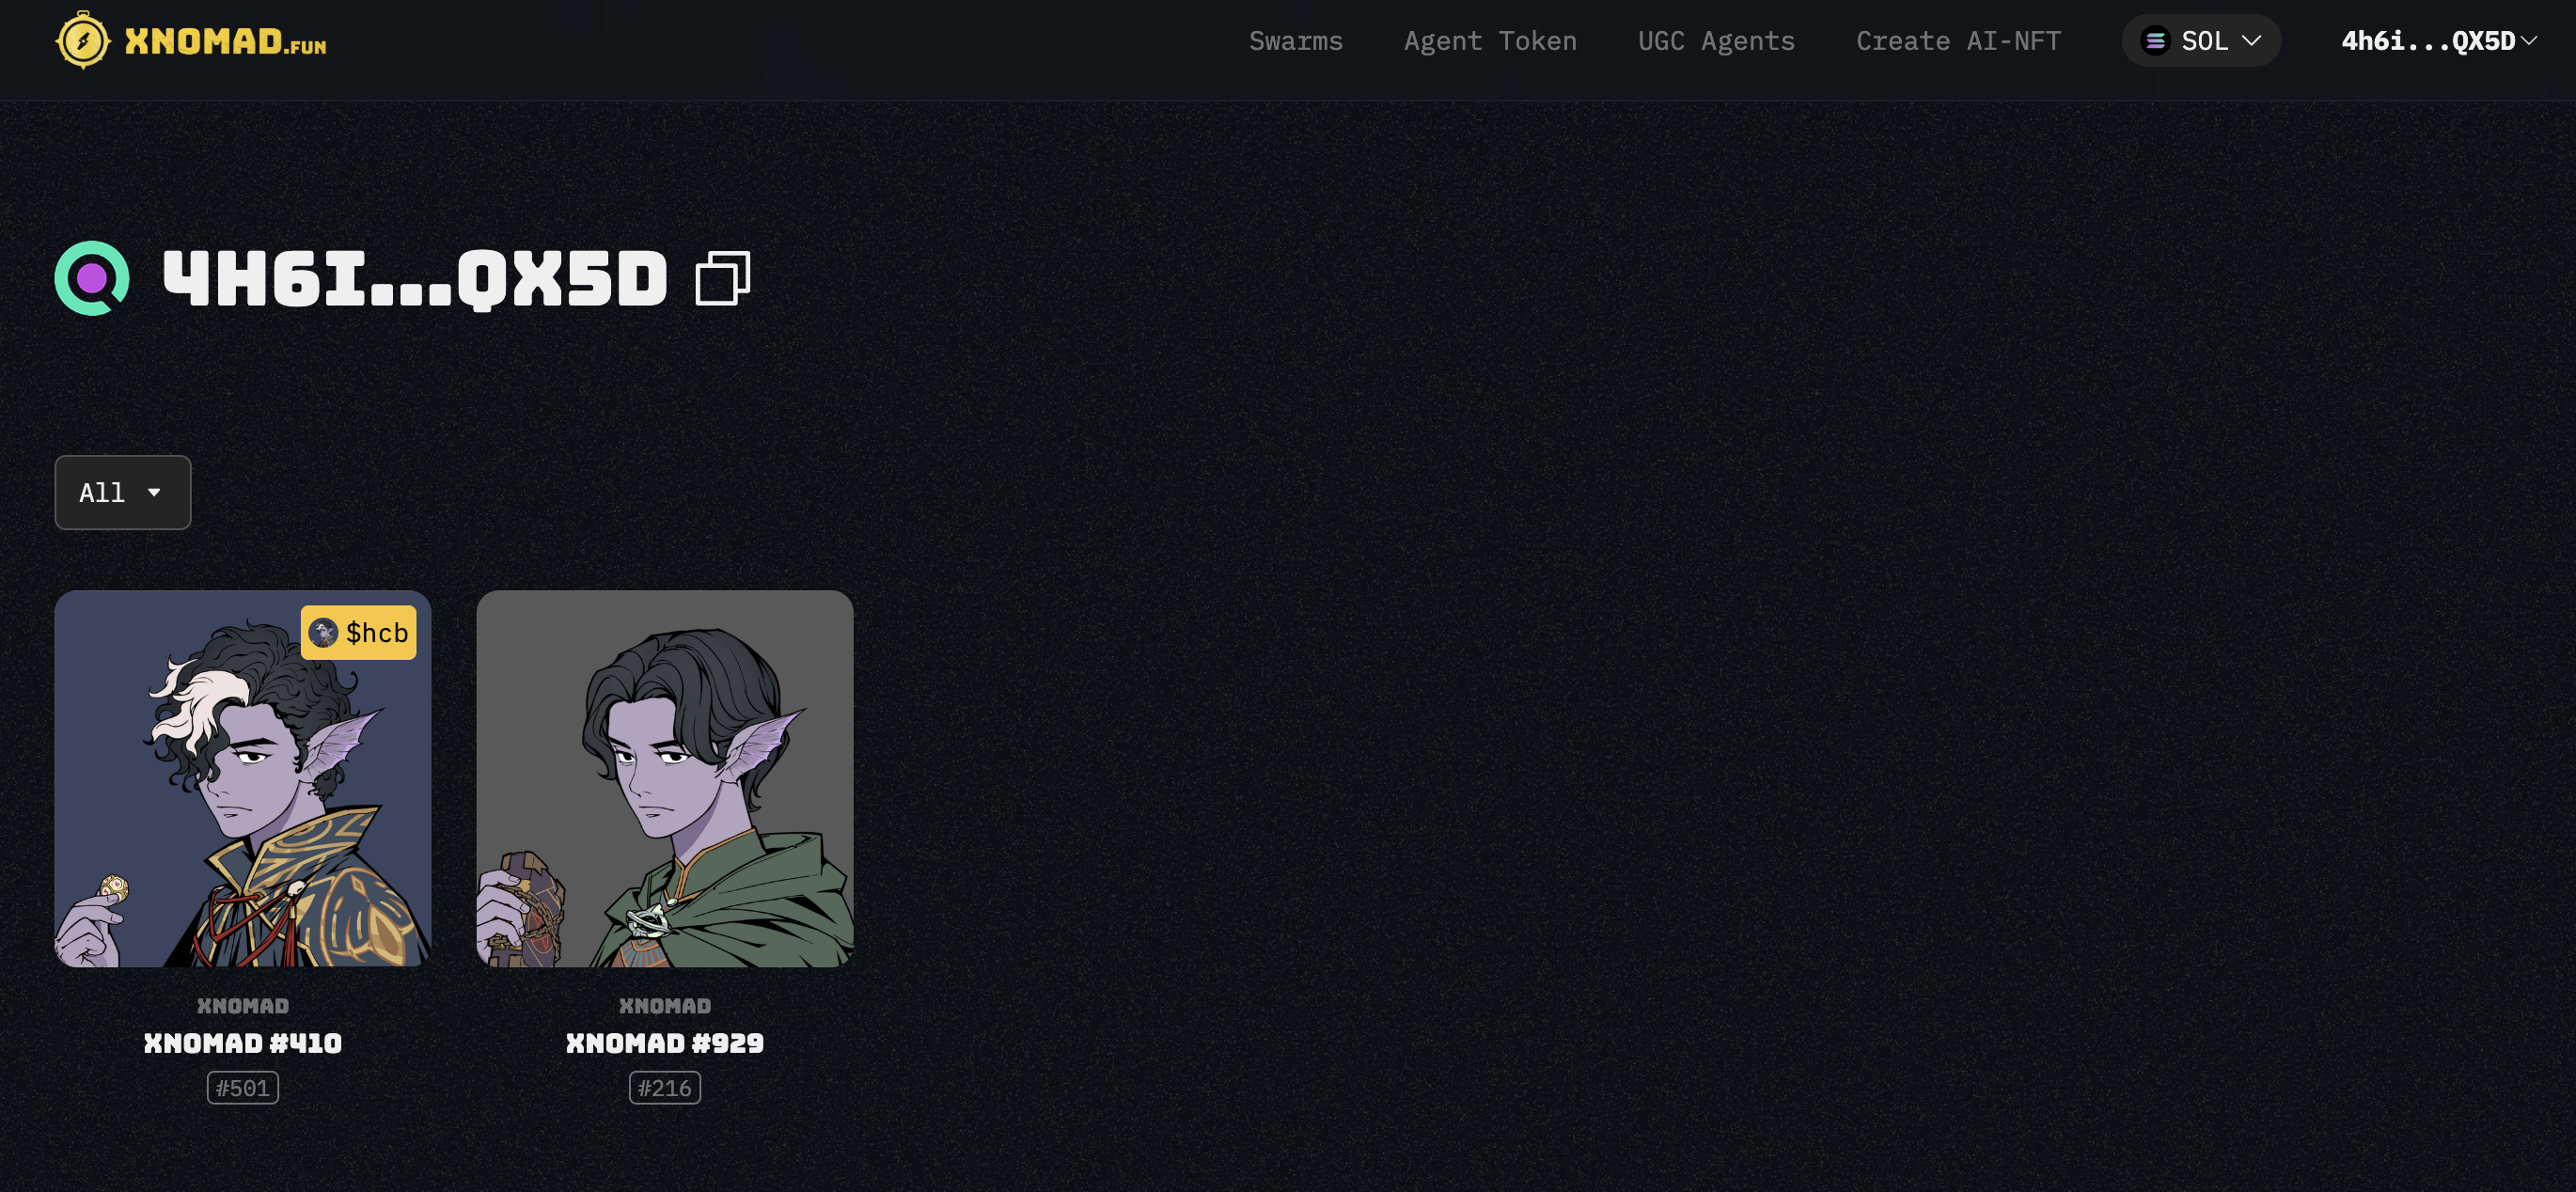 XNOMAD.FUN
Swarms
Agent Token
UGC Agents
Create AI-NFT
SOL
4h6i...QX5D
4H6I...QX5D
All
$hcb
XNOMAD
XNOMAD #410
#501
XNOMAD
XNOMAD #929
#216